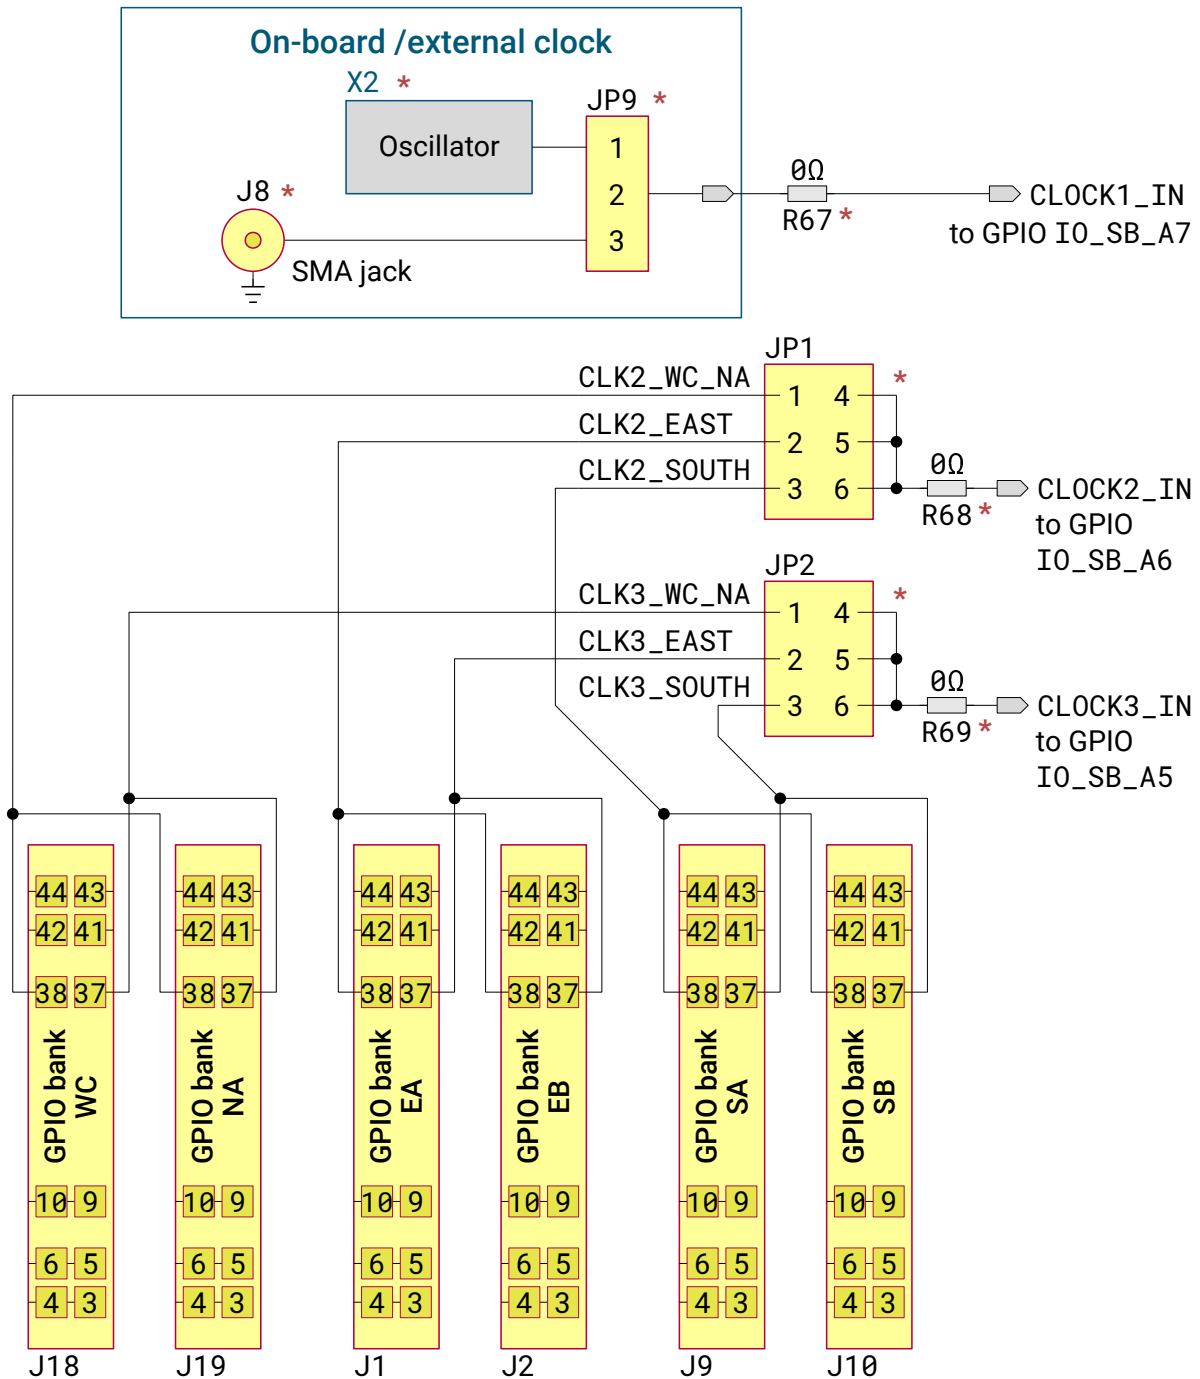 On-board /external clock
X2 *
JP9 *
Oscillator
1
2
3
J8 *
SMA jack
0Ω
R67 *
CLOCK1_IN
to GPIO IO_SB_A7
JP1
*
CLK2_WC_NA
CLK2_EAST
CLK2_SOUTH
1 4
2 5
3 6
0Ω
R68 *
CLOCK2_IN
to GPIO
IO_SB_A6
JP2
*
CLK3_WC_NA
CLK3_EAST
CLK3_SOUTH
1 4
2 5
3 6
0Ω
R69 *
CLOCK3_IN
to GPIO
IO_SB_A5
44 43
42 41
38 37
GPIO bank
WC
10 9
6 5
4 3
J18
44 43
42 41
38 37
GPIO bank
NA
10 9
6 5
4 3
J19
44 43
42 41
38 37
GPIO bank
EA
10 9
6 5
4 3
J1
44 43
42 41
38 37
GPIO bank
EB
10 9
6 5
4 3
J2
44 43
42 41
38 37
GPIO bank
SA
10 9
6 5
4 3
J9
44 43
42 41
38 37
GPIO bank
SB
10 9
6 5
4 3
J10